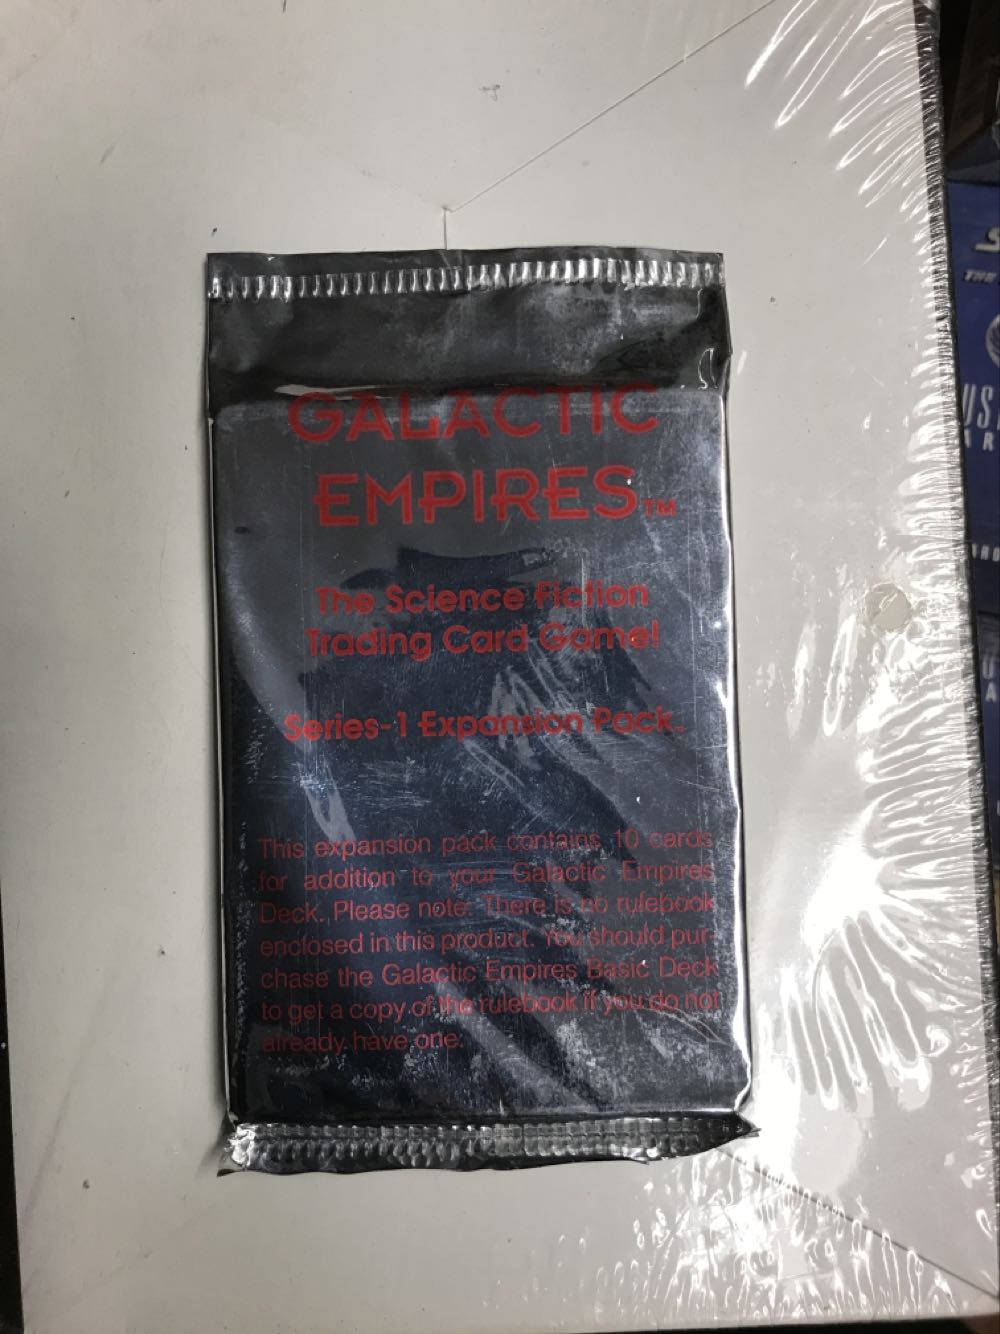 GALACTIC
EMPIRES™
The Science Fiction
Trading Card Game!
Series-1 Expansion Pack™
This expansion pack contains 10 cards
for addition to your Galactic Empires
Deck. Please note: There is no rulebook
enclosed in this product. You should pur-
chase the Galactic Empires Basic Deck
to get a copy of the rulebook if you do not
already have one.